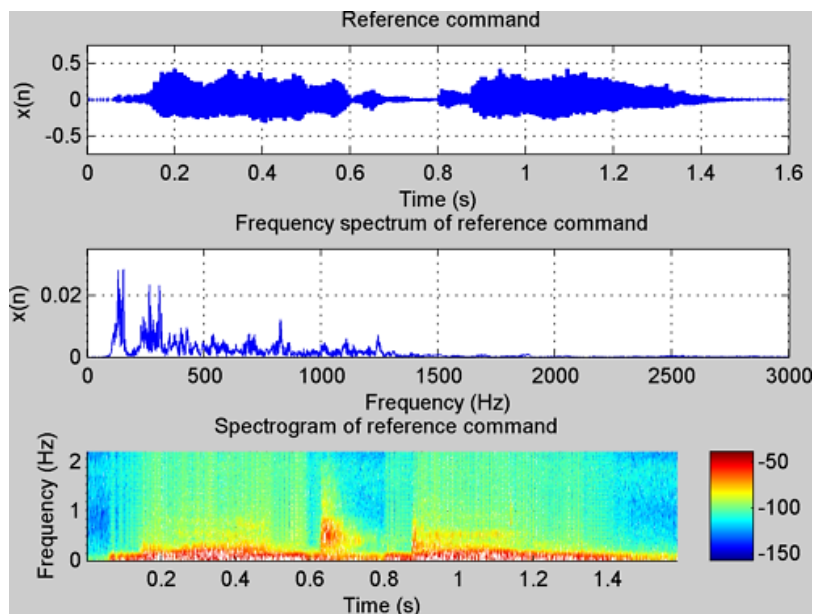 Reference command
0.5
0
-0.5
x(n)
0 0.2 0.4 0.6 0.8 1 1.2 1.4 1.6
Time (s)
Frequency spectrum of reference command
0.02
0
x(n)
0 500 1000 1500 2000 2500 3000
Frequency (Hz)
Spectrogram of reference command
2
1
0
Frequency (Hz)
0.2 0.4 0.6 0.8 1 1.2 1.4
Time (s)
-50
-100
-150